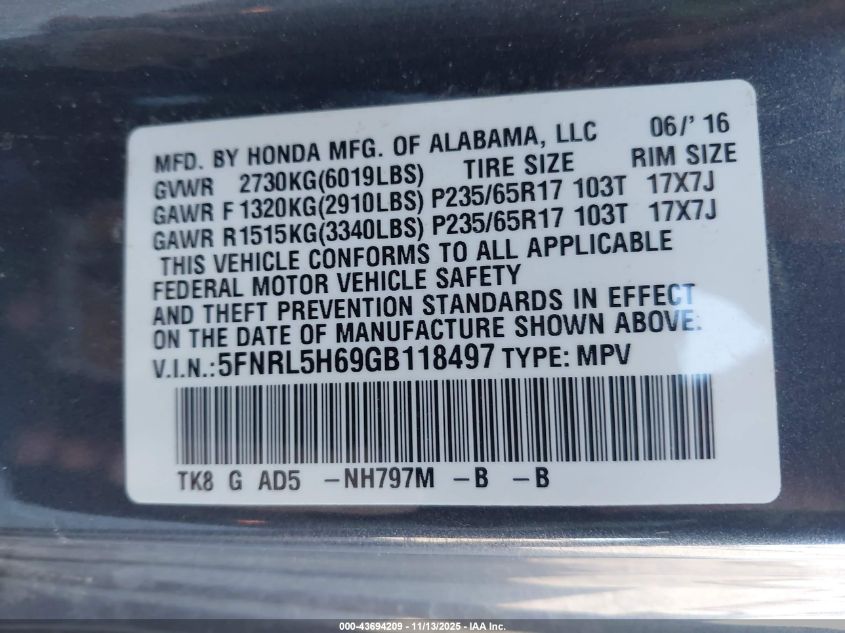 MFD. BY HONDA MFG. OF ALABAMA, LLC 06/' 16
GVWR 2730KG(6019LBS) TIRE SIZE RIM SIZE
GAWR F1320KG(2910LBS) P235/65R17 103T 17X7J
GAWR R1515KG(3340LBS) P235/65R17 103T 17X7J
THIS VEHICLE CONFORMS TO ALL APPLICABLE
FEDERAL MOTOR VEHICLE SAFETY
AND THEFT PREVENTION STANDARDS IN EFFECT
ON THE DATE OF MANUFACTURE SHOWN ABOVE:
V.I.N.:5FNRL5H69GB118497 TYPE: MPV
TK8 G AD5 -NH797M -B -B
000-43694209 - 11/13/2025 - IAA Inc.